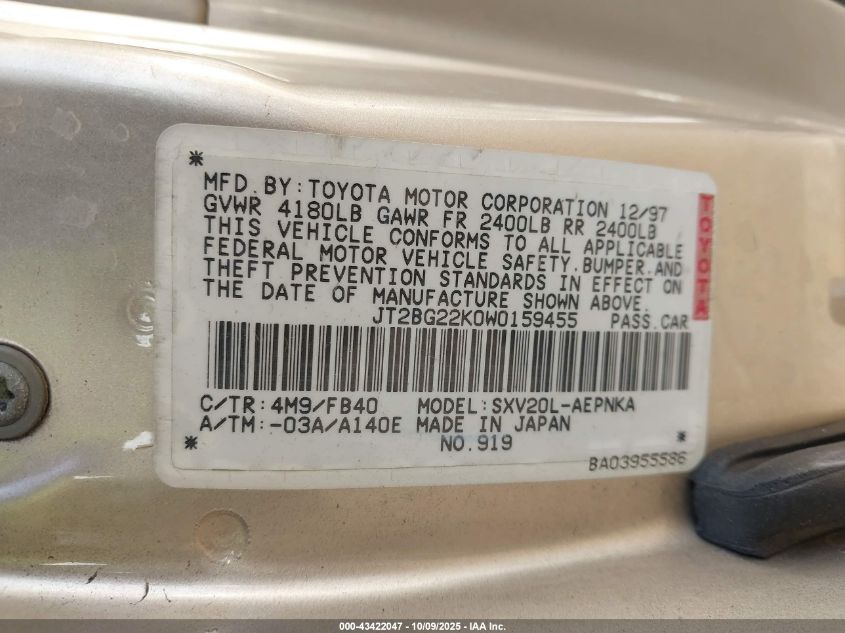 MFD.BY:TOYOTA MOTOR CORPORATION 12/97
GVWR 4180LB GAWR FR 2400LB RR 2400LB
THIS VEHICLE CONFORMS TO ALL APPLICABLE
FEDERAL MOTOR VEHICLE SAFETY,BUMPER,AND
THEFT PREVENTION STANDARDS IN EFFECT ON
THE DATE OF MANUFACTURE SHOWN ABOVE.
JT2BG22K0W0159455 PASS.CAR
C/TR:4M9/FB40 MODEL:SXV20L-AEPNKA
A/TM:-03A/A140E MADE IN JAPAN
NO.919
BA03955586
TOYOTA
000-43422047 - 10/09/2025 - IAA Inc.